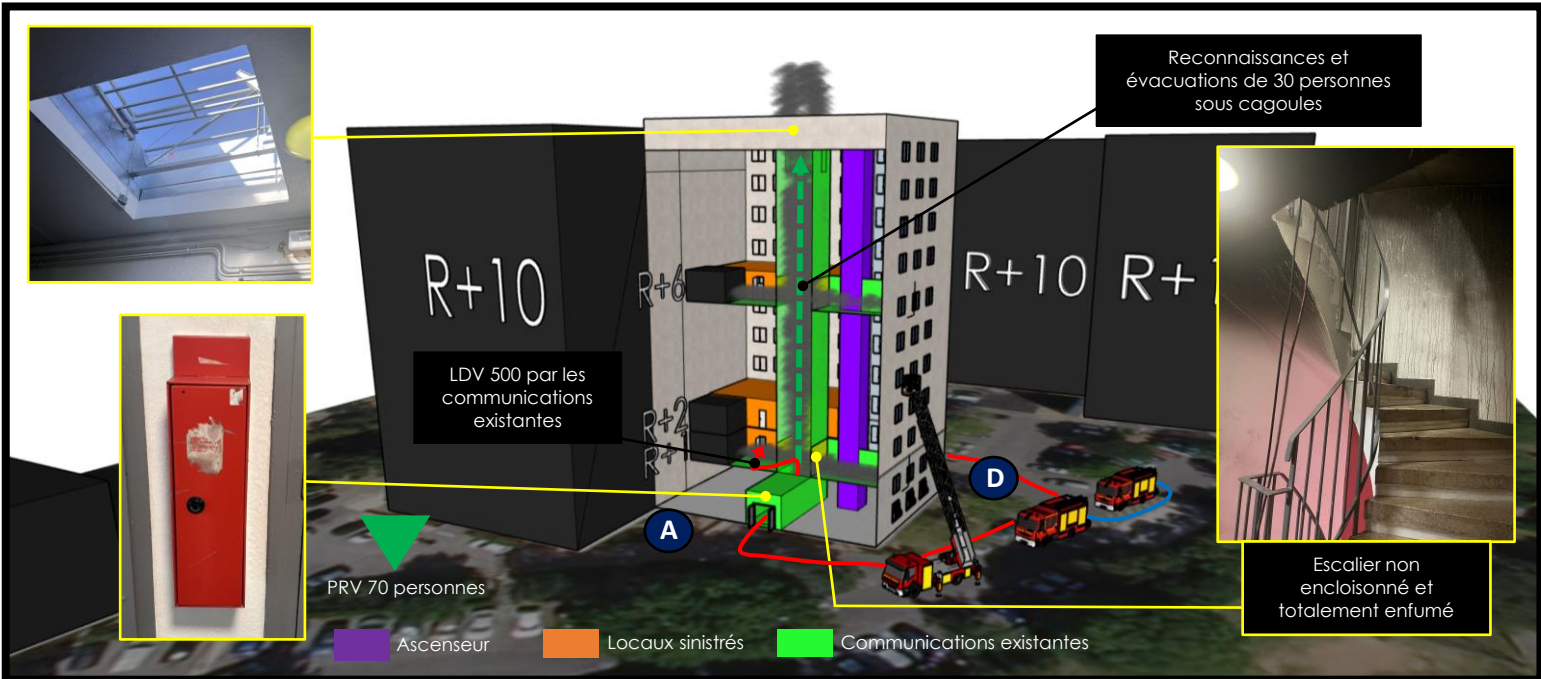 Reconnaissances et
évacuations de 30 personnes
sous cagoules
R+10
R+6
R+10
R+1
LDV 500 par les
communications
existantes
R+2
R+1
D
A
PRV 70 personnes
Escalier non
encloisonné et
totalement enfumé
Ascenseur
Locaux sinistrés
Communications existantes